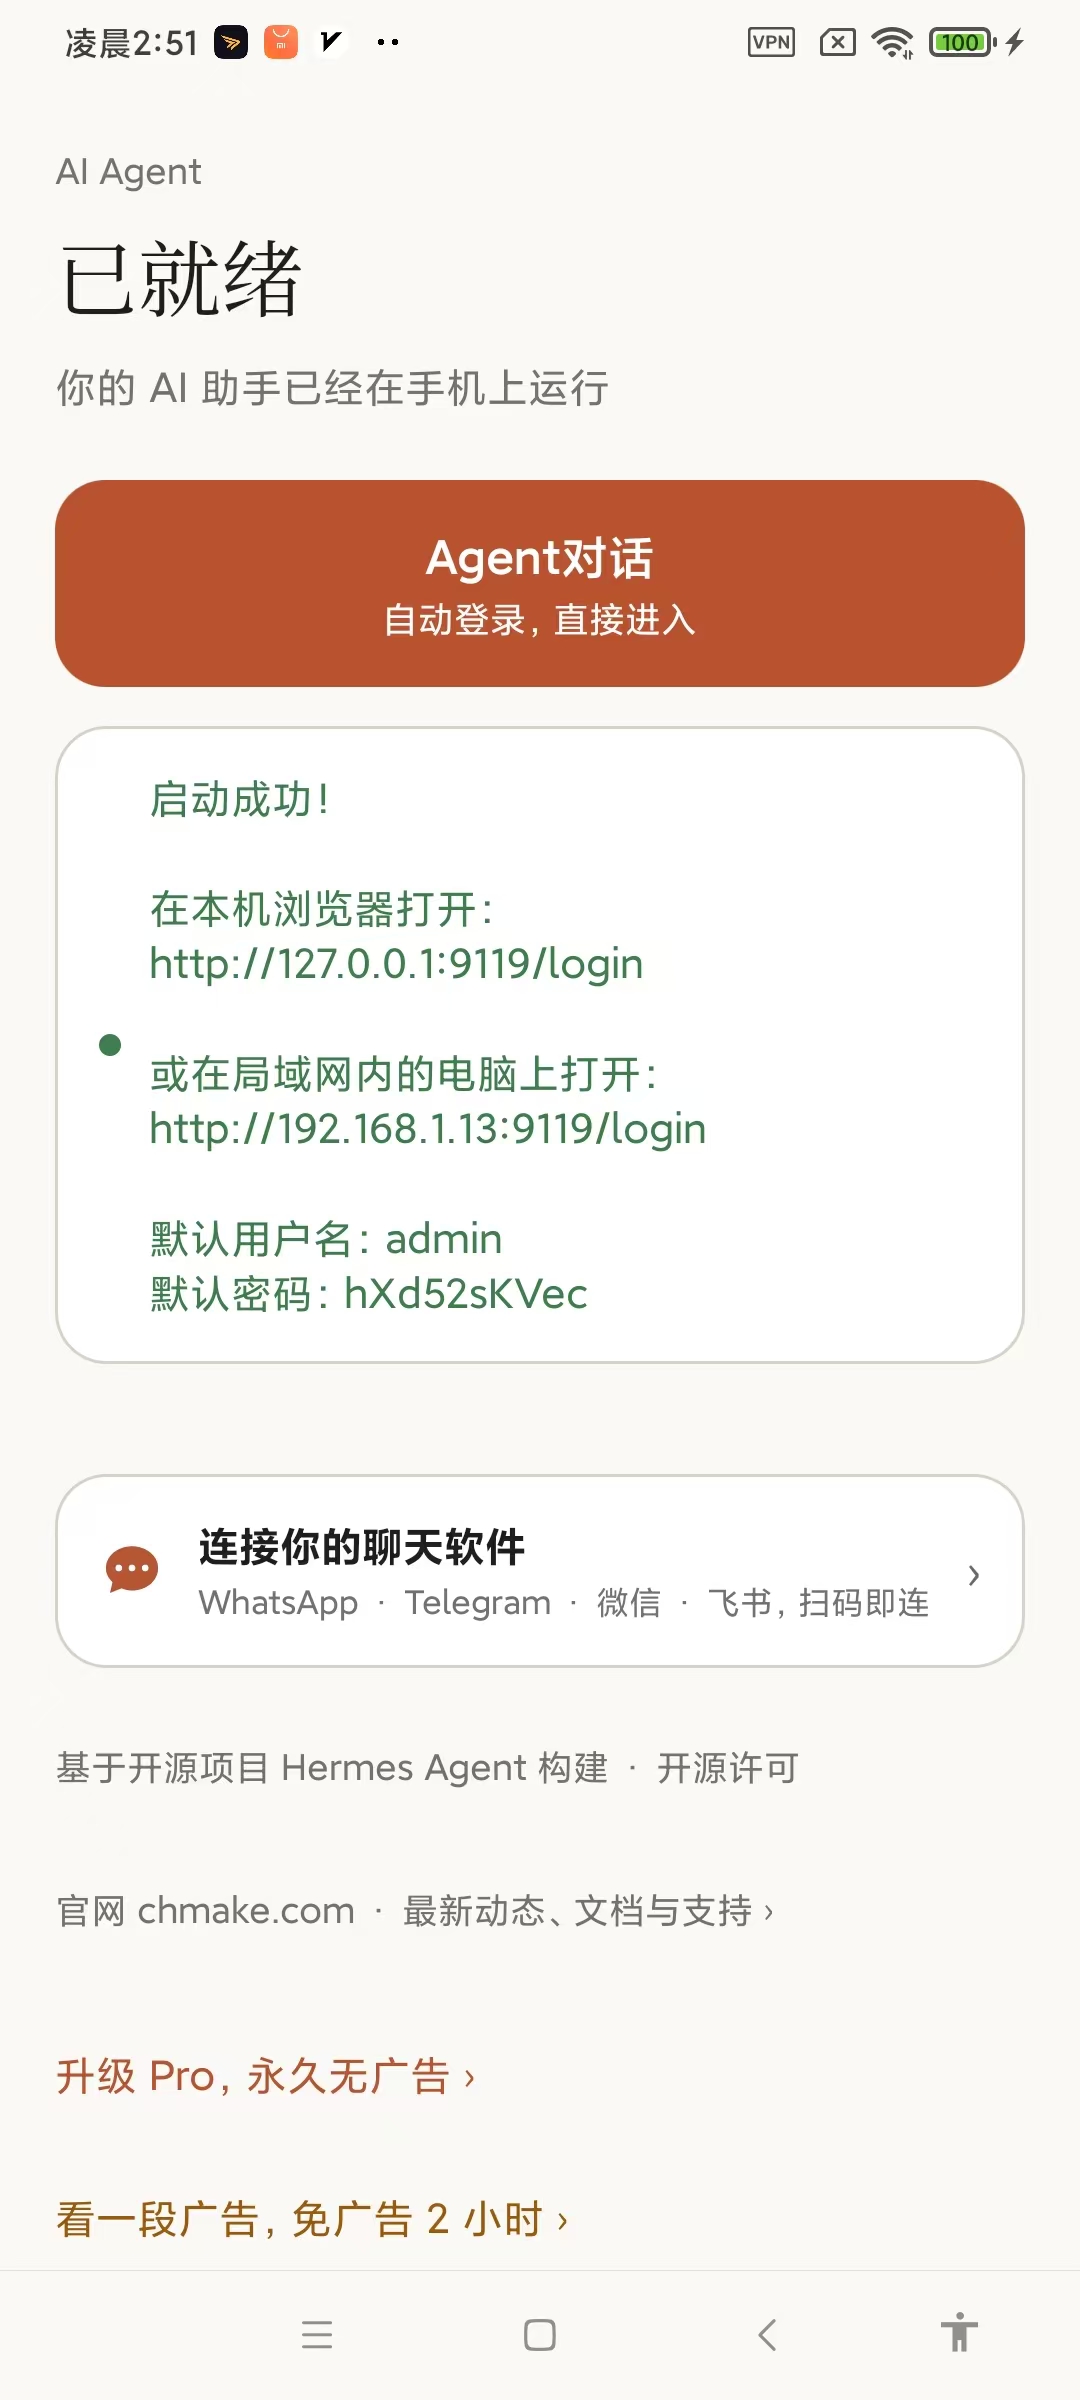 凌晨2:51
VPN
100
AI Agent
已就绪
你的 AI 助手已经在手机上运行
Agent对话
自动登录，直接进入
启动成功！
在本机浏览器打开：
http://127.0.0.1:9119/login
或在局域网内的电脑上打开：
http://192.168.1.13:9119/login
默认用户名：admin
默认密码：hXd52sKVec
连接你的聊天软件
WhatsApp · Telegram · 微信 · 飞书，扫码即连
基于开源项目 Hermes Agent 构建 · 开源许可
官网 chmake.com · 最新动态、文档与支持 ›
升级 Pro，永久无广告 ›
看一段广告，免广告 2 小时 ›